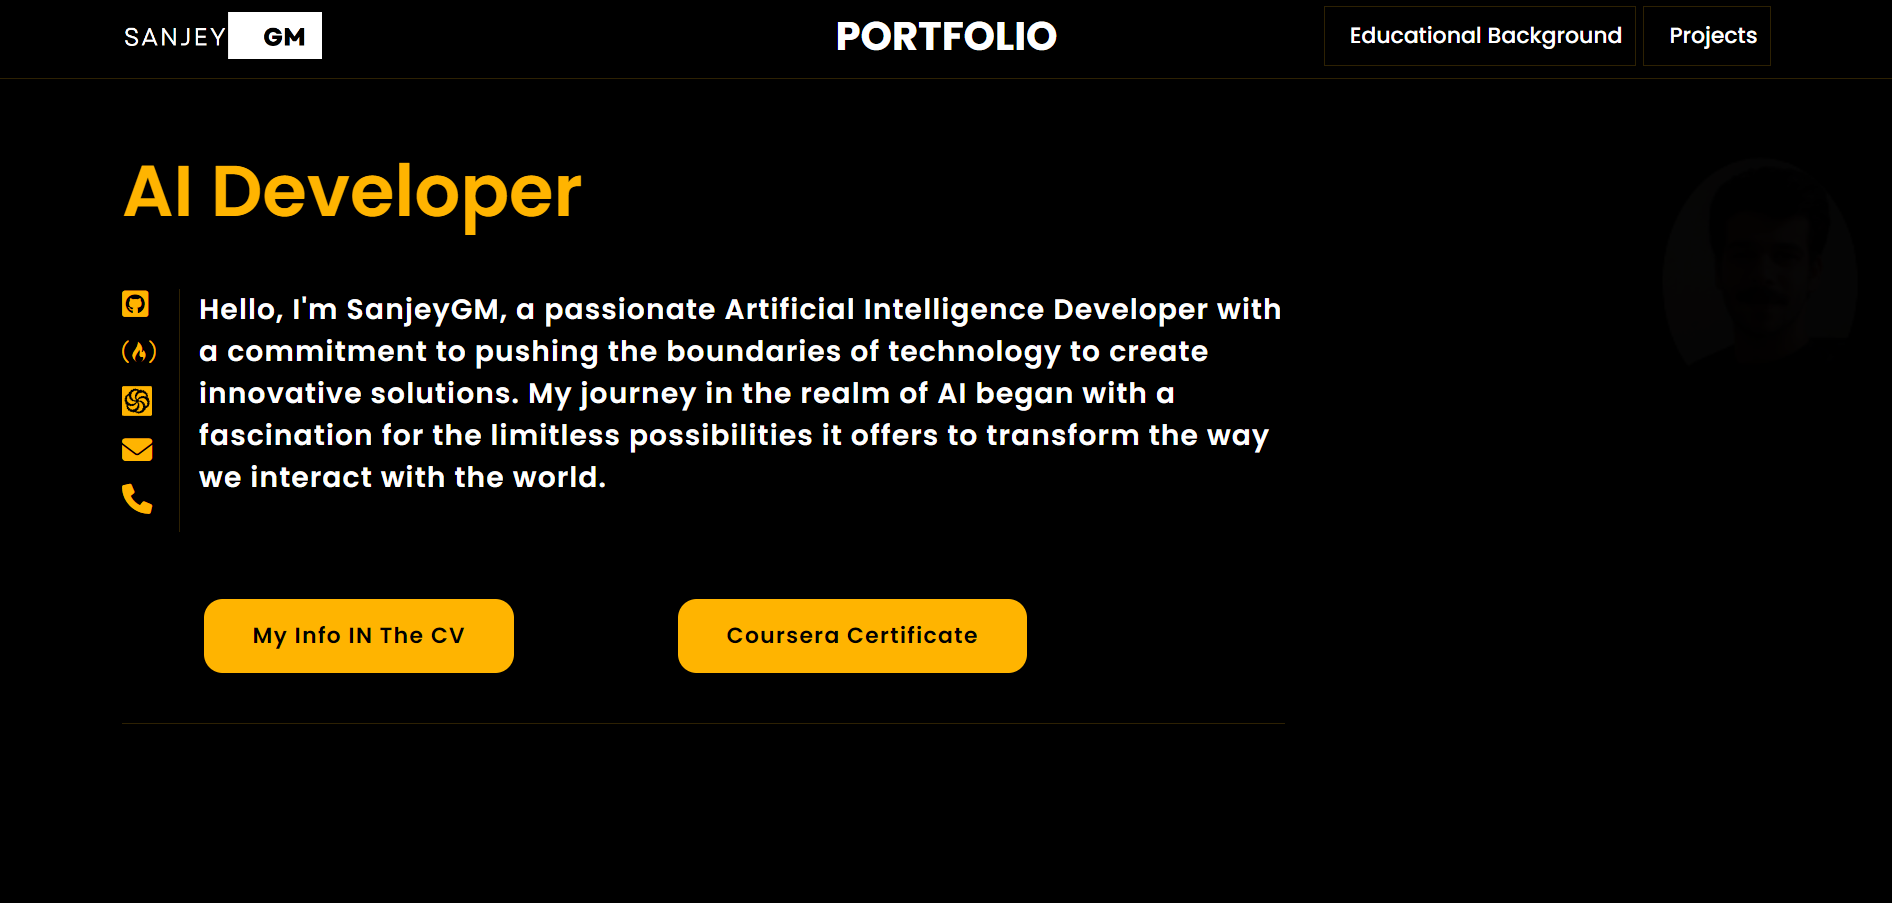 SANJEY GM
PORTFOLIO
Educational Background
Projects
AI Developer
Hello, I'm SanjeyGM, a passionate Artificial Intelligence Developer with
a commitment to pushing the boundaries of technology to create
innovative solutions. My journey in the realm of AI began with a
fascination for the limitless possibilities it offers to transform the way
we interact with the world.
My Info IN The CV
Coursera Certificate